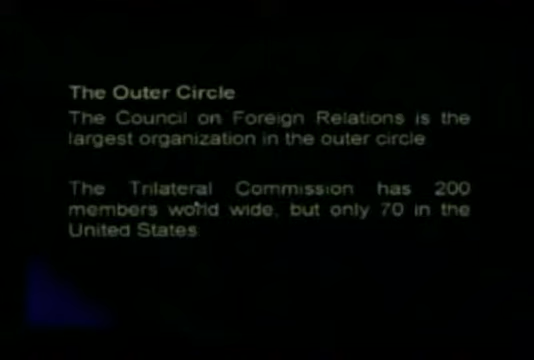 The Outer Circle
The Council on Foreign Relations is the
largest organization in the outer circle
The Trilateral Commission has 200
members world wide, but only 70 in the
United States